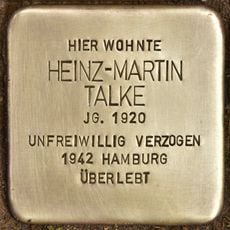 HIER WOHNTE
HEINZ-MARTIN
TALKE
JG. 1920
UNFREIWILLIG VERZOGEN
1942 HAMBURG
ÜBERLEBT